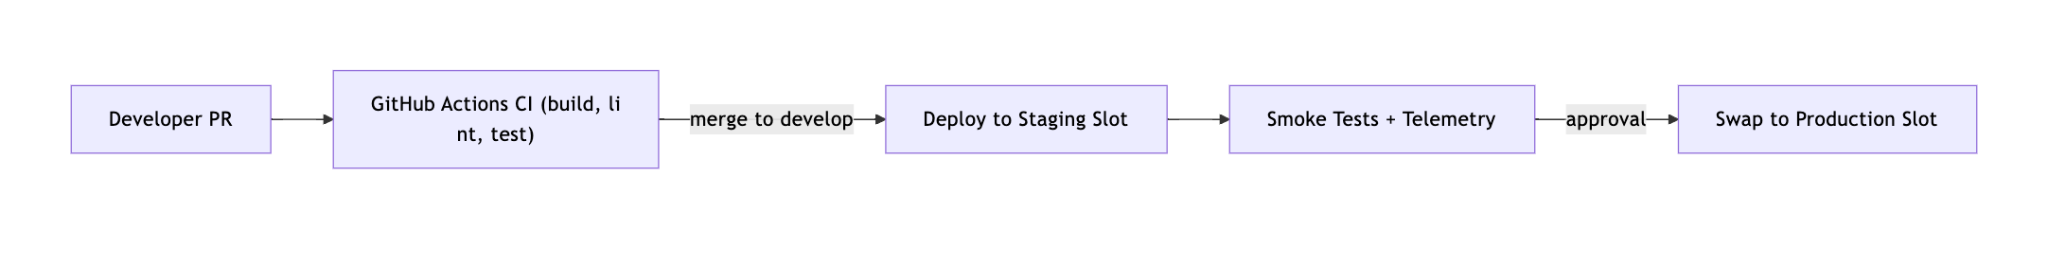 Developer PR
GitHub Actions CI (build, li
nt, test)
merge to develop
Deploy to Staging Slot
Smoke Tests + Telemetry
approval
Swap to Production Slot